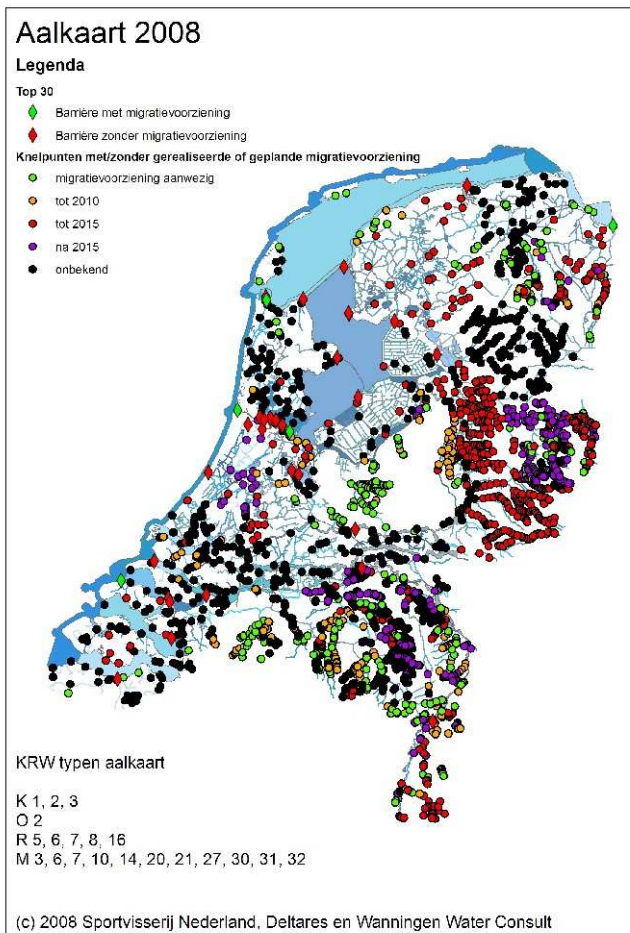 Aalkaart 2008
Legenda
Top 30
Barrière met migratievoorziening
Barrière zonder migratievoorziening
Knelpunten met/zonder gerealiseerde of geplande migratievoorziening
migratievoorziening aanwezig
tot 2010
tot 2015
na 2015
onbekend
KRW typen aalkaart
K 1, 2, 3
O 2
R 5, 6, 7, 8, 16
M 3, 6, 7, 10, 14, 20, 21, 27, 30, 31, 32
(c) 2008 Sportvisserij Nederland, Deltares en Wanningen Water Consult